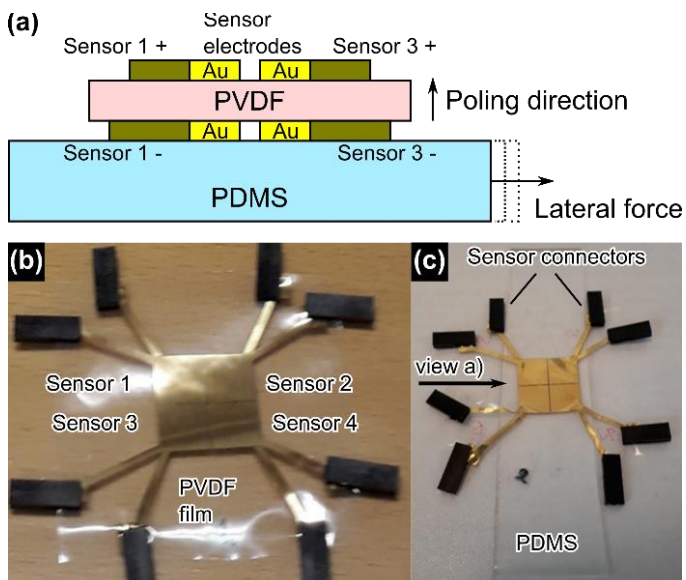 (a)
Sensor
Sensor 1 + electrodes Sensor 3 +
Au Au
PVDF
Poling direction
Au Au
Sensor 1 - Sensor 3 -
PDMS
Lateral force
(b)
Sensor 1 Sensor 2
Sensor 3 Sensor 4
PVDF
film
(c)
Sensor connectors
view a)
PDMS